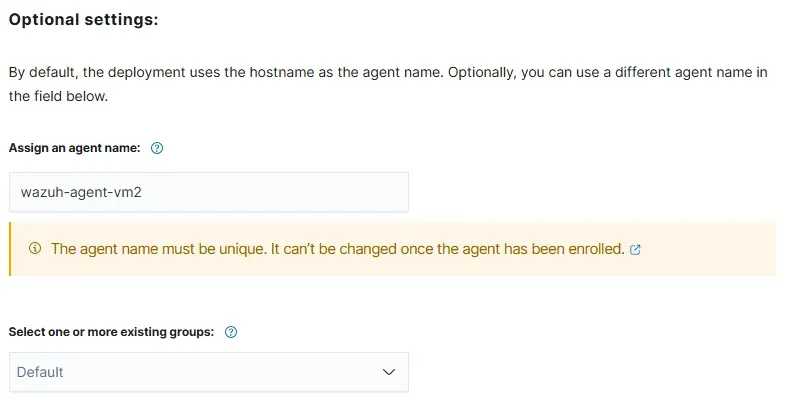 Optional settings:
By default, the deployment uses the hostname as the agent name. Optionally, you can use a different agent name in
the field below.
Assign an agent name:
wazuh-agent-vm2
The agent name must be unique. It can't be changed once the agent has been enrolled.
Select one or more existing groups:
Default